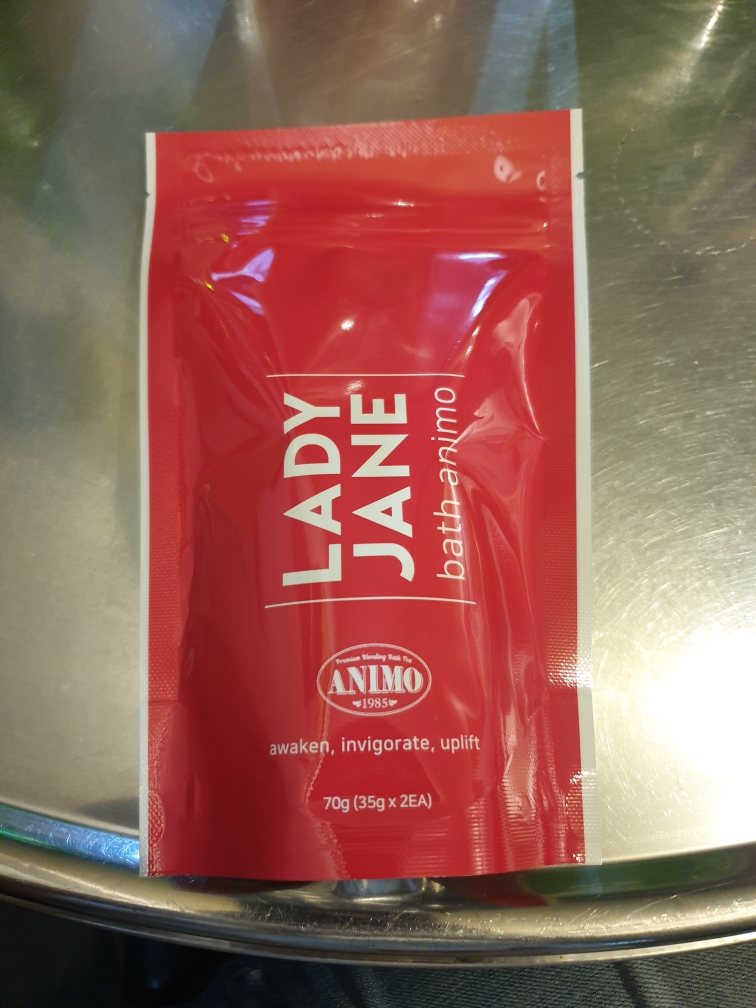 LADY
JANE
bath animo
Premium Blending Bath Tea
ANIMO
1985
awaken, invigorate, uplift
70g (35g x 2EA)